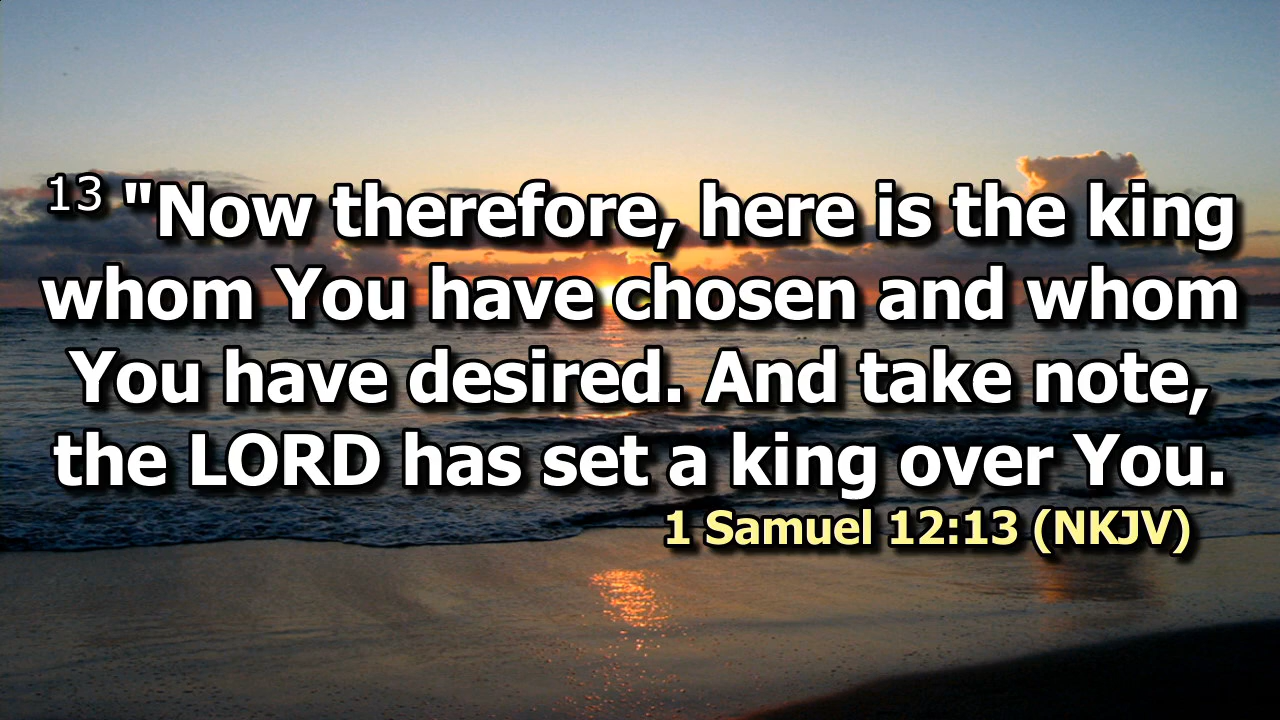 13 "Now therefore, here is the king
whom You have chosen and whom
You have desired. And take note,
the LORD has set a king over You.
1 Samuel 12:13 (NKJV)